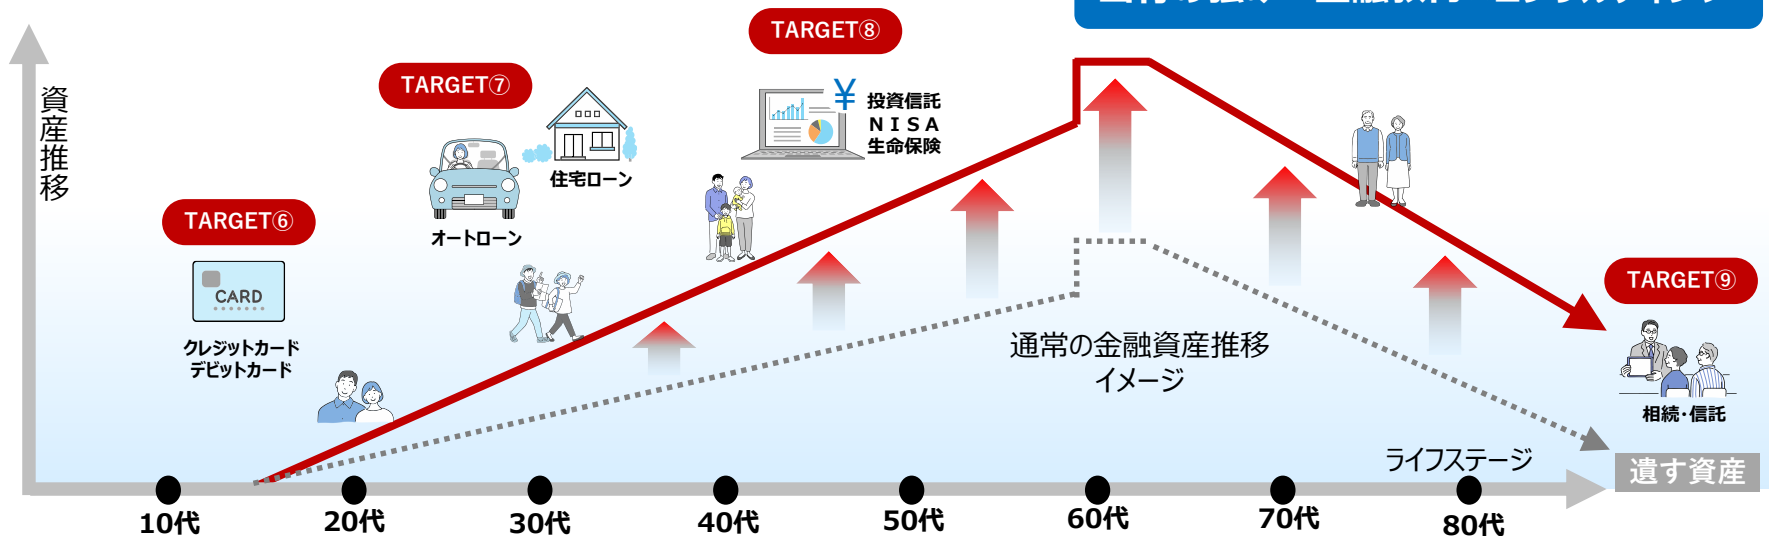 TARGET⑧
TARGET⑦
資産推移
¥
投資信託
ＮＩＳＡ
生命保険
住宅ローン
TARGET⑥
オートローン
CARD
クレジットカード
デビットカード
TARGET⑨
通常の金融資産推移
イメージ
相続・信託
ライフステージ
遺す資産
10代
20代
30代
40代
50代
60代
70代
80代